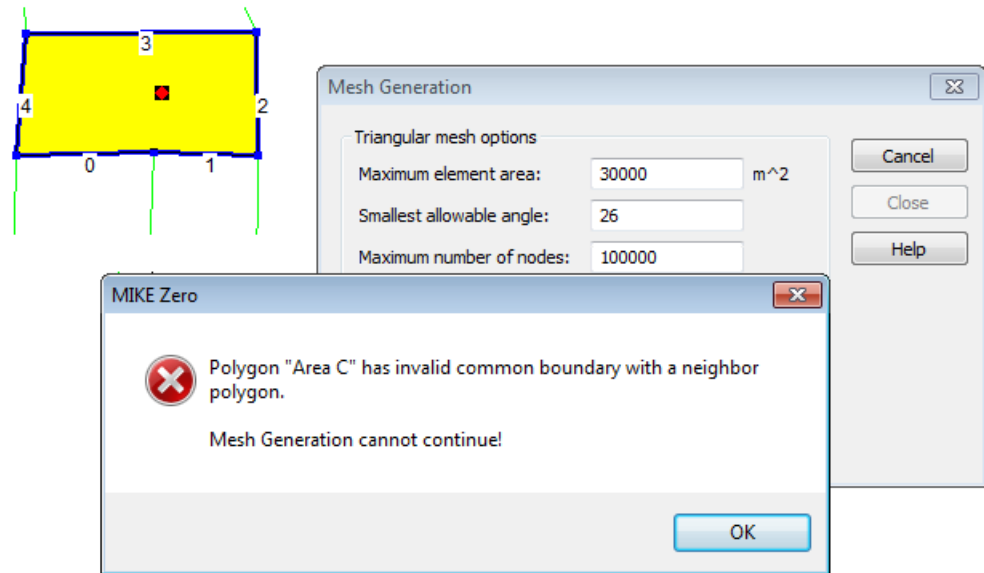 3
4
2
0
1
Mesh Generation
Triangular mesh options
Maximum element area: 30000 m^2
Smallest allowable angle: 26
Maximum number of nodes: 100000
Cancel
Close
Help
MIKE Zero
Polygon "Area C" has invalid common boundary with a neighbor
polygon.
Mesh Generation cannot continue!
OK